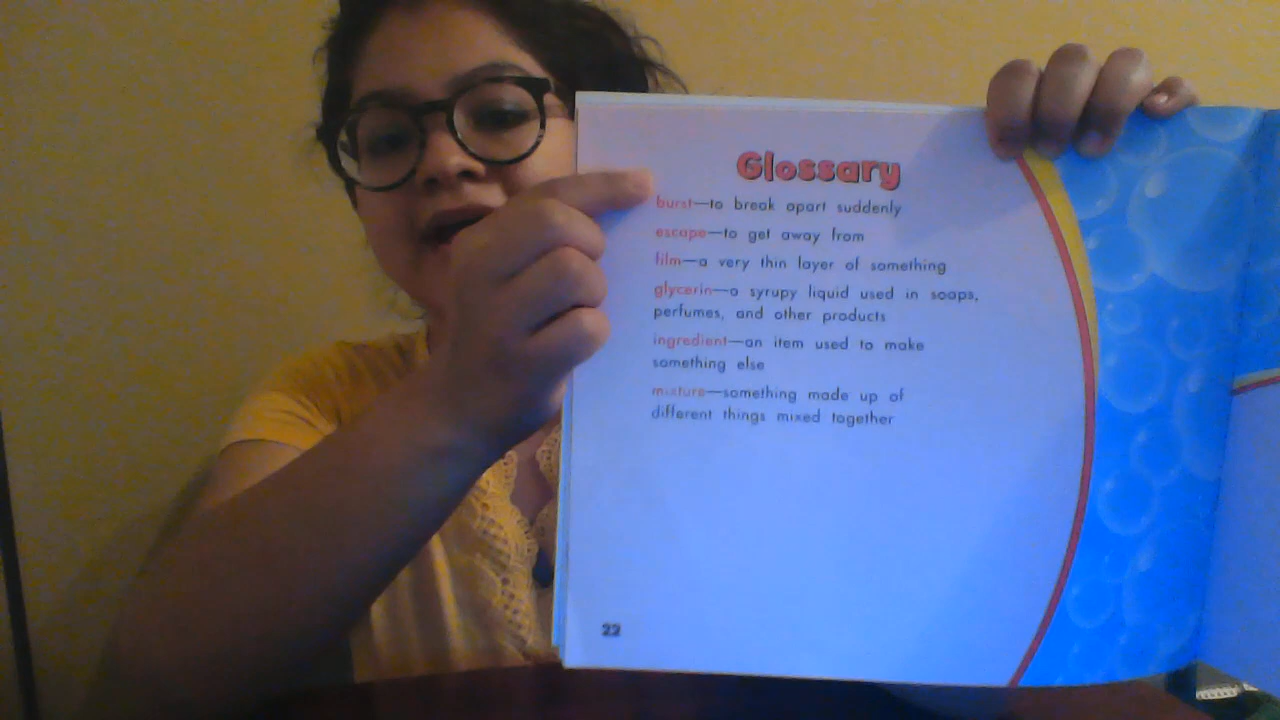 Glossary
burst—to break apart suddenly
escape—to get away from
film—a very thin layer of something
glycerin—a syrupy liquid used in soaps,
perfumes, and other products
ingredient—an item used to make
something else
mixture—something made up of
different things mixed together
22